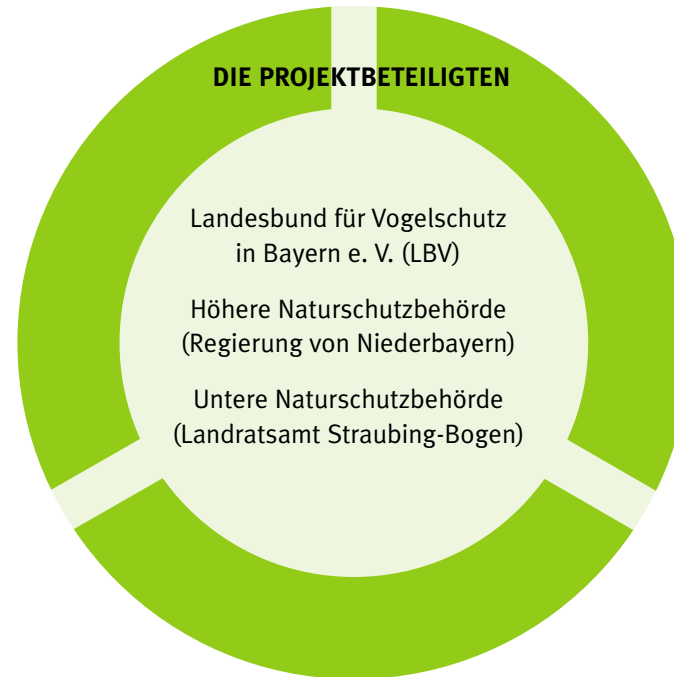 DIE PROJEKTBETEILIGTEN
Landesbund für Vogelschutz
in Bayern e. V. (LBV)
Höhere Naturschutzbehörde
(Regierung von Niederbayern)
Untere Naturschutzbehörde
(Landratsamt Straubing-Bogen)